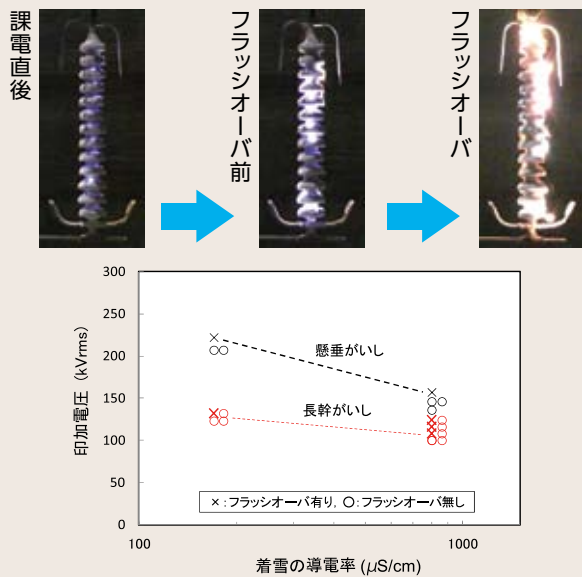 課電直後
フラッシオーバ前
フラッシオーバ
300
250
200
150
100
50
0
印加電圧 (kVrms)
懸垂がいし
長幹がいし
×:フラッシオーバ有り, ○:フラッシオーバ無し
100
1000
着雪の導電率 (μS/cm)